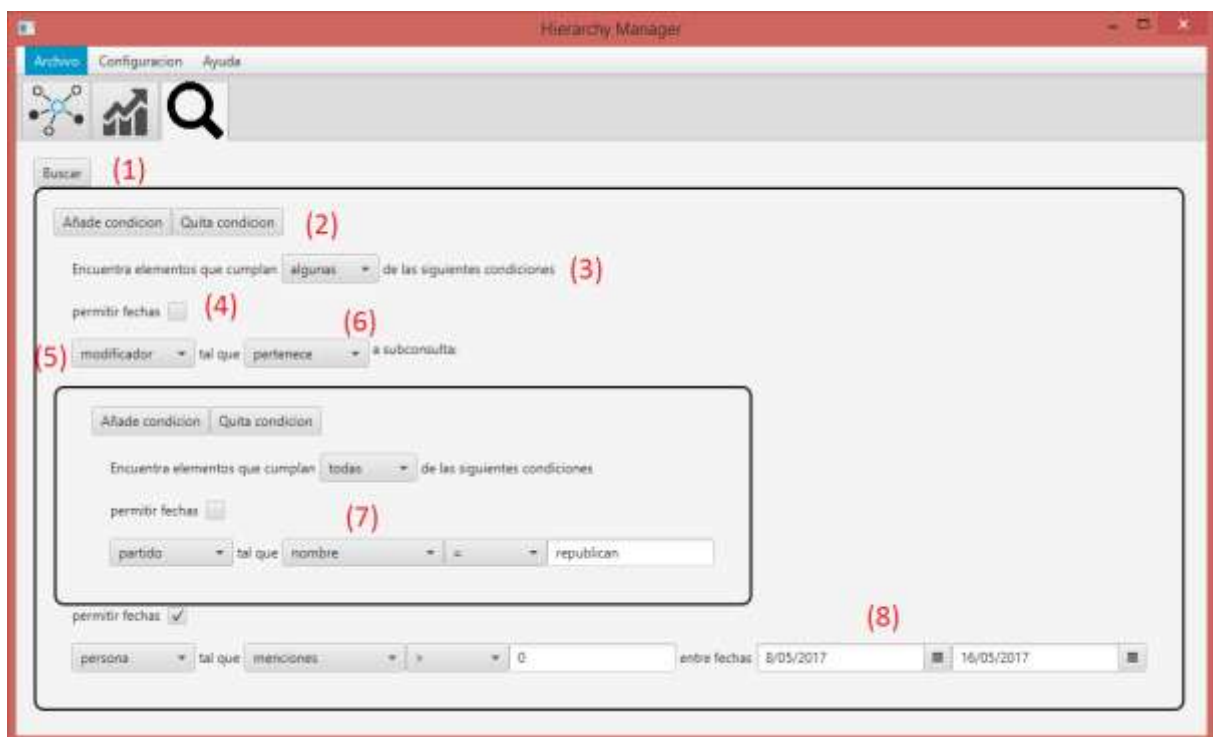 Hierarchy Manager
Archivo Configuracion Ayuda
Buscar (1)
Añade condicion Quita condicion (2)
Encuentra elementos que cumplan algunas de las siguientes condiciones (3)
permitir fechas (4)
(6)
(5) modificador tal que pertenece a subconsulta:
Añade condicion Quita condicion
Encuentra elementos que cumplan todas de las siguientes condiciones
permitir fechas
(7)
partido tal que nombre = republican
permitir fechas
(8)
persona tal que menciones > 0 entre fechas 8/05/2017 16/05/2017